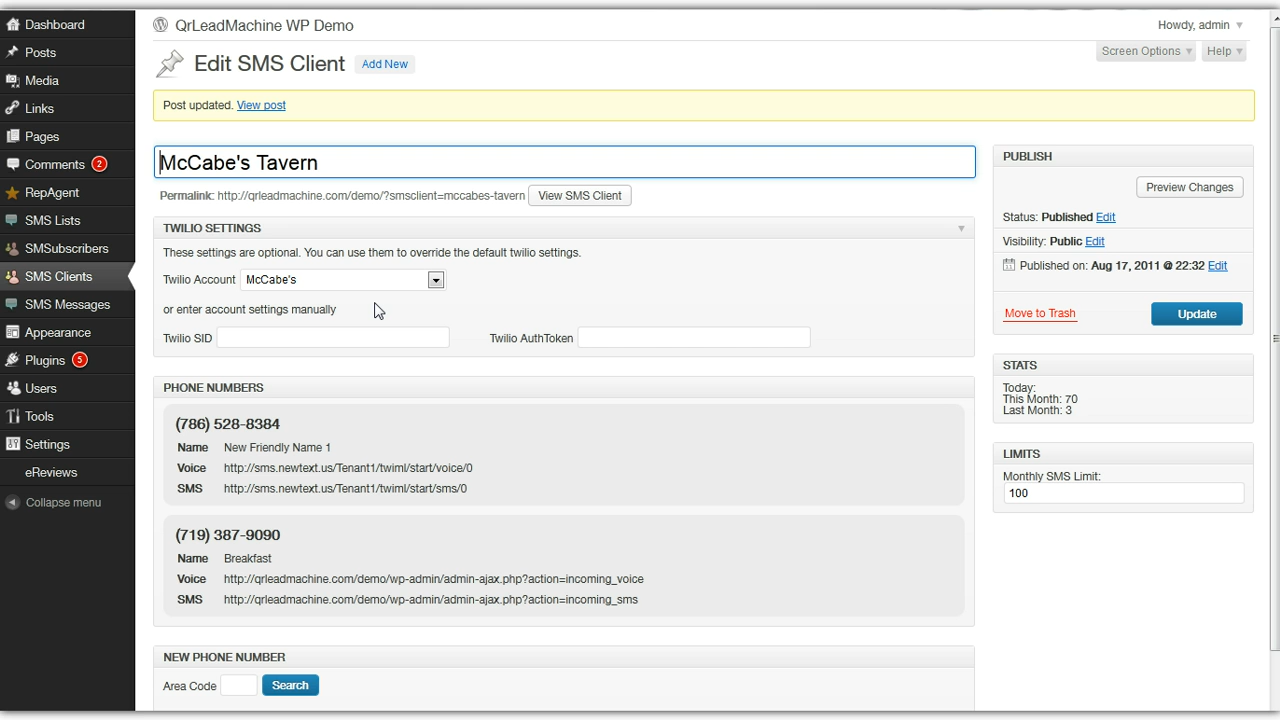 Dashboard
Posts
Media
Links
Pages
Comments 2
RepAgent
SMS Lists
SMSubscribers
SMS Clients
SMS Messages
Appearance
Plugins 5
Users
Tools
Settings
eReviews
Collapse menu
QrLeadMachine WP Demo
Howdy, admin
Edit SMS Client Add New
Screen Options Help
Post updated. View post
McCabe's Tavern
Permalink: http://qrleadmachine.com/demo/?smsclient=mccabes-tavern View SMS Client
TWILIO SETTINGS
These settings are optional. You can use them to override the default twilio settings.
Twilio Account McCabe's
or enter account settings manually
Twilio SID Twilio AuthToken
PHONE NUMBERS
(786) 528-8384
Name New Friendly Name 1
Voice http://sms.newtext.us/Tenant1/twiml/start/voice/0
SMS http://sms.newtext.us/Tenant1/twiml/start/sms/0
(719) 387-9090
Name Breakfast
Voice http://qrleadmachine.com/demo/wp-admin/admin-ajax.php?action=incoming_voice
SMS http://qrleadmachine.com/demo/wp-admin/admin-ajax.php?action=incoming_sms
NEW PHONE NUMBER
Area Code Search
PUBLISH
Preview Changes
Status: Published Edit
Visibility: Public Edit
Published on: Aug 17, 2011 @ 22:32 Edit
Move to Trash Update
STATS
Today:
This Month: 70
Last Month: 3
LIMITS
Monthly SMS Limit:
100